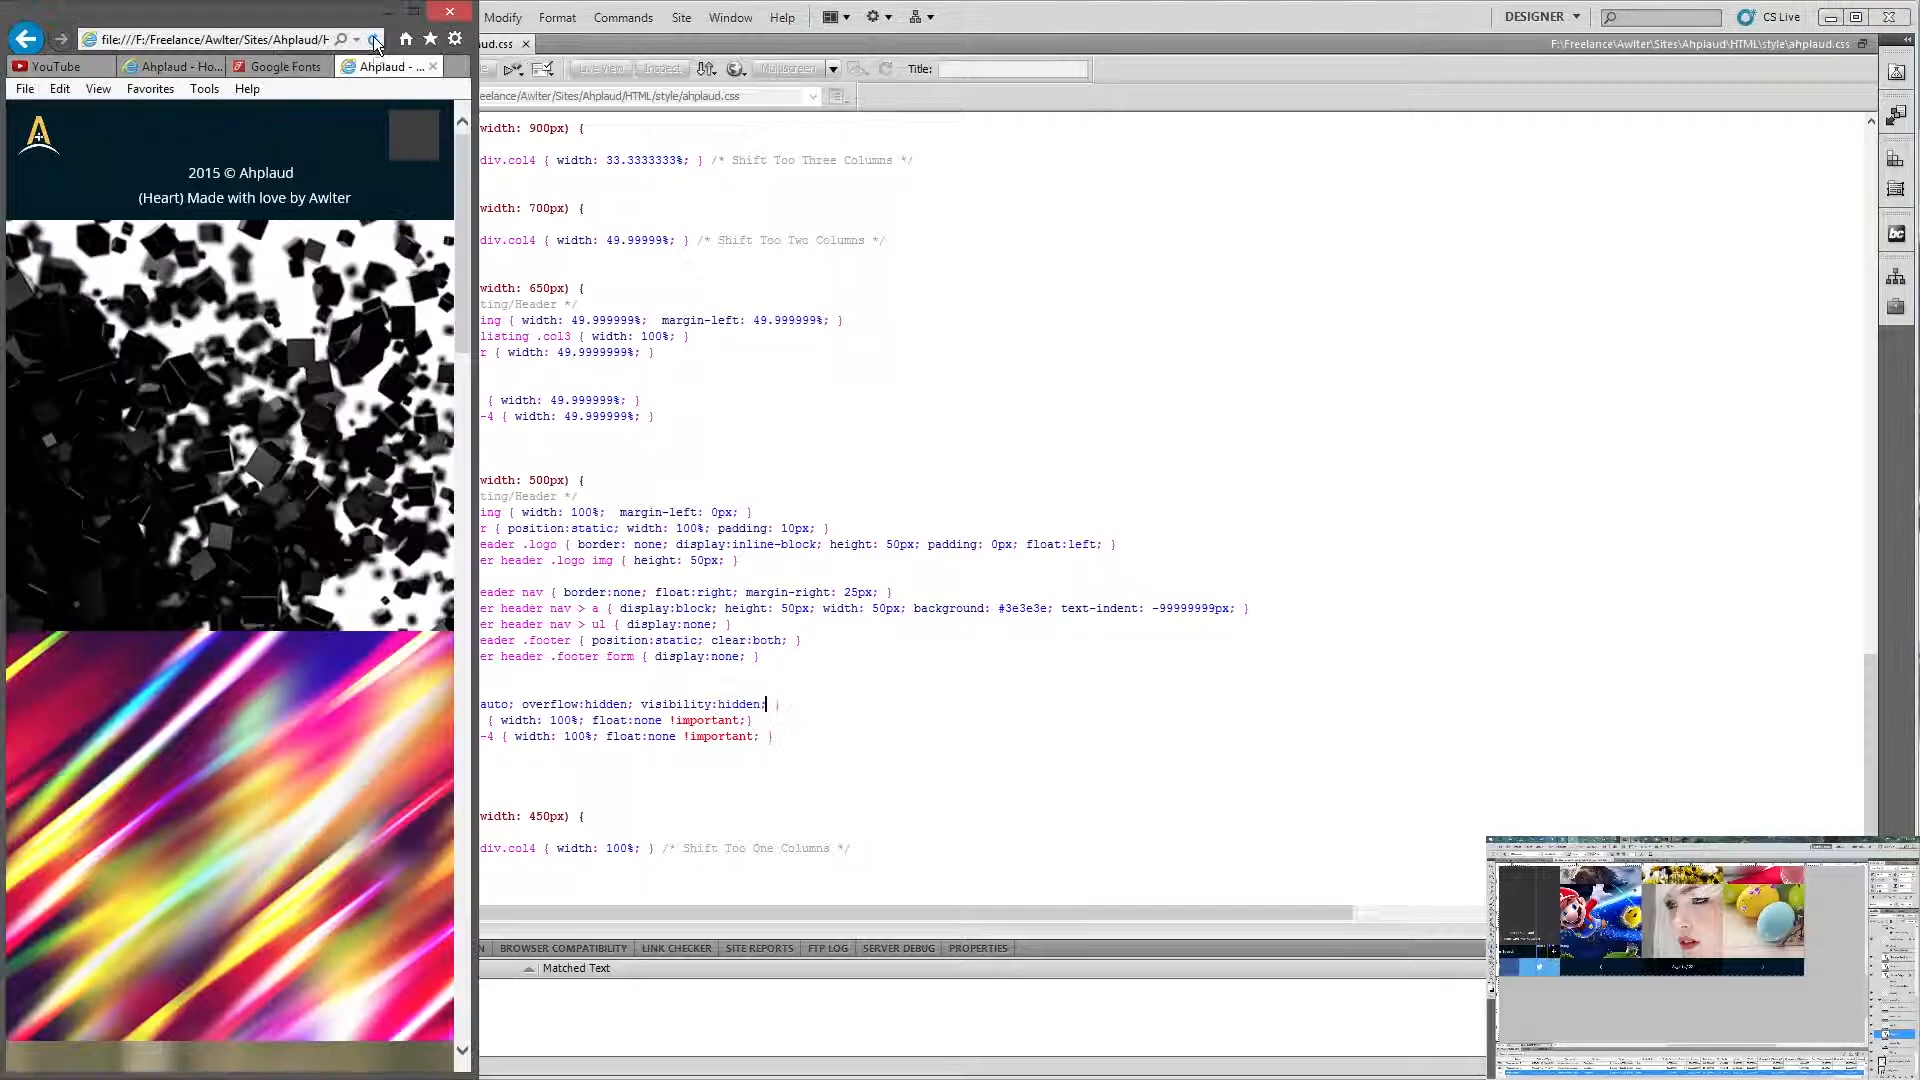 Modify Format Commands Site Window Help
DESIGNER
CS Live
file:///F:/Freelance/Awlter/Sites/Ahplaud/H
ud.css
F:\Freelance\Awlter\Sites\Ahplaud\HTML\style\ahplaud.css
YouTube
Ahplaud - Ho...
Google Fonts
Ahplaud - ...
Live View
Inspect
Multiscreen
Title:
File Edit View Favorites Tools Help
eelance/Awlter/Sites/Ahplaud/HTML/style/ahplaud.css
2015 © Ahplaud
(Heart) Made with love by Awlter
width: 900px) {
div.col4 { width: 33.3333333%; } /* Shift Too Three Columns */
width: 700px) {
div.col4 { width: 49.99999%; } /* Shift Too Two Columns */
width: 650px) {
ting/Header */
ing { width: 49.999999%; margin-left: 49.999999%; }
listing .col3 { width: 100%; }
r { width: 49.9999999%; }
{ width: 49.999999%; }
-4 { width: 49.999999%; }
width: 500px) {
ting/Header */
ing { width: 100%; margin-left: 0px; }
r { position:static; width: 100%; padding: 10px; }
eader .logo { border: none; display:inline-block; height: 50px; padding: 0px; float:left; }
er header .logo img { height: 50px; }
eader nav { border:none; float:right; margin-right: 25px; }
er header nav > a { display:block; height: 50px; width: 50px; background: #3e3e3e; text-indent: -99999999px; }
er header nav > ul { display:none; }
eader .footer { position:static; clear:both; }
er header .footer form { display:none; }
auto; overflow:hidden; visibility:hidden; }
{ width: 100%; float:none !important;}
-4 { width: 100%; float:none !important; }
width: 450px) {
div.col4 { width: 100%; } /* Shift Too One Columns */
BROWSER COMPATIBILITY LINK CHECKER SITE REPORTS FTP LOG SERVER DEBUG PROPERTIES
Matched Text